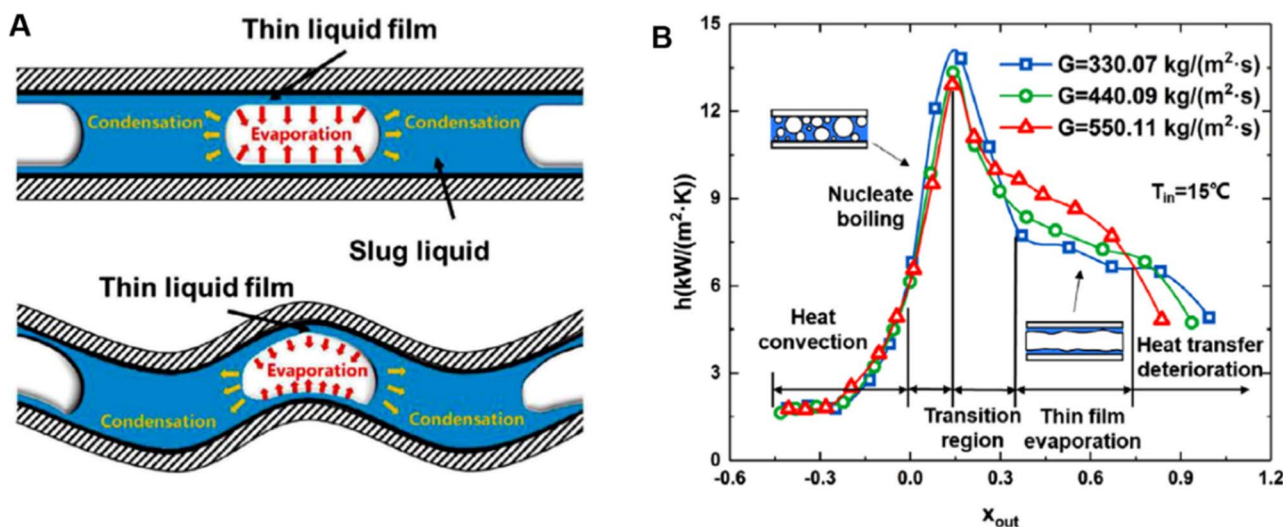 A
Thin liquid film
Condensation
Evaporation
Condensation
Slug liquid
Thin liquid film
Evaporation
Condensation
Condensation
B
15
12
9
6
3
0
h(kW/(m²·K))
G=330.07 kg/(m²·s)
G=440.09 kg/(m²·s)
G=550.11 kg/(m²·s)
T_in=15℃
Nucleate
boiling
Heat
convection
Transition
region
Thin film
evaporation
Heat transfer
deterioration
-0.6
-0.3
0.0
0.3
0.6
0.9
1.2
x_out